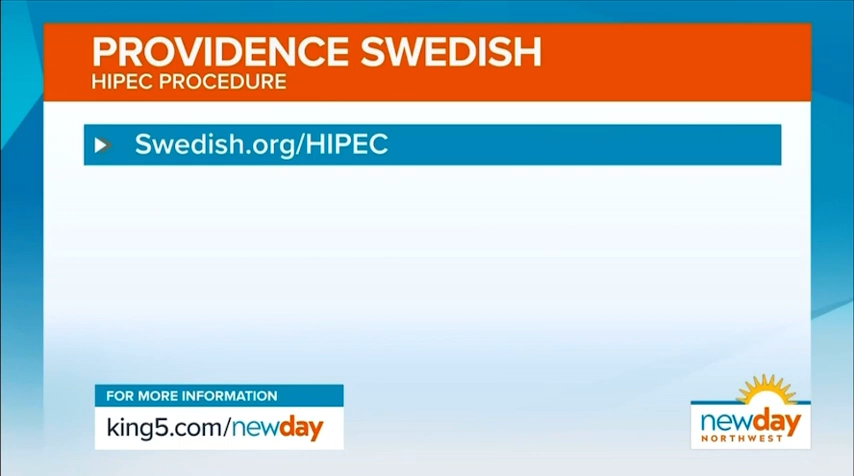 PROVIDENCE SWEDISH
HIPEC PROCEDURE
Swedish.org/HIPEC
FOR MORE INFORMATION
king5.com/newday
newday
NORTHWEST